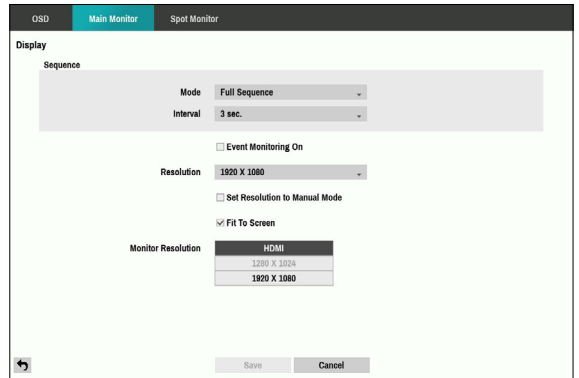 OSD Main Monitor Spot Monitor
Display
Sequence
Mode Full Sequence
Interval 3 sec.
Event Monitoring On
Resolution 1920 X 1080
Set Resolution to Manual Mode
Fit To Screen
Monitor Resolution HDMI
1280 X 1024
1920 X 1080
Save Cancel